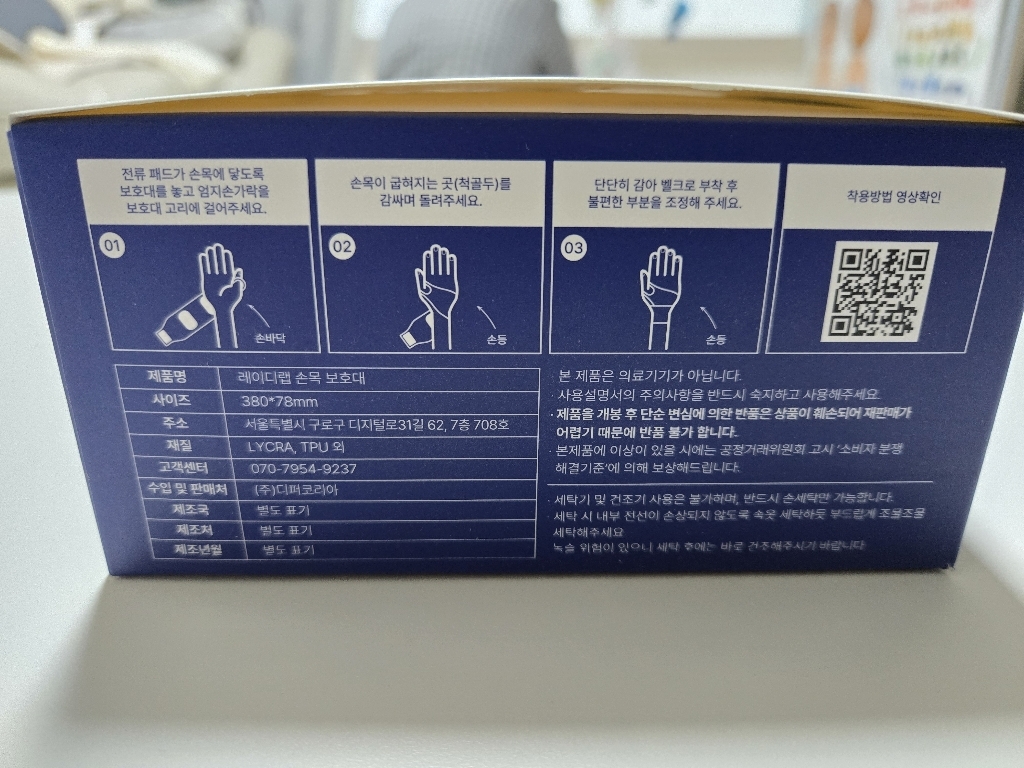 전류 패드가 손목에 닿도록
보호대를 놓고 엄지손가락을
보호대 고리에 걸어주세요.
01
손바닥
손목이 굽혀지는 곳(척골두)를
감싸며 돌려주세요.
02
손등
단단히 감아 벨크로 부착 후
불편한 부분을 조정해 주세요.
03
손등
착용방법 영상확인
제품명 레이디랩 손목 보호대
사이즈 380*78mm
주소 서울특별시 구로구 디지털로31길 62, 7층 708호
재질 LYCRA, TPU 외
고객센터 070-7954-9237
수입 및 판매처 (주)디퍼코리아
제조국 별도 표기
제조처 별도 표기
제조년월 별도 표기
· 본 제품은 의료기기가 아닙니다.
· 사용설명서의 주의사항을 반드시 숙지하고 사용해주세요.
· 제품을 개봉 후 단순 변심에 의한 반품은 상품이 훼손되어 재판매가
어렵기 때문에 반품 불가 합니다.
· 본제품에 이상이 있을 시에는 공정거래위원회 고시 '소비자 분쟁
해결기준'에 의해 보상해드립니다.
· 세탁기 및 건조기 사용은 불가하며, 반드시 손세탁만 가능합니다.
· 세탁 시 내부 전선이 손상되지 않도록 속옷 세탁하듯 부드럽게 조물조물
세탁해주세요
녹슬 위험이 있으니 세탁 후에는 바로 건조해주시기 바랍니다.